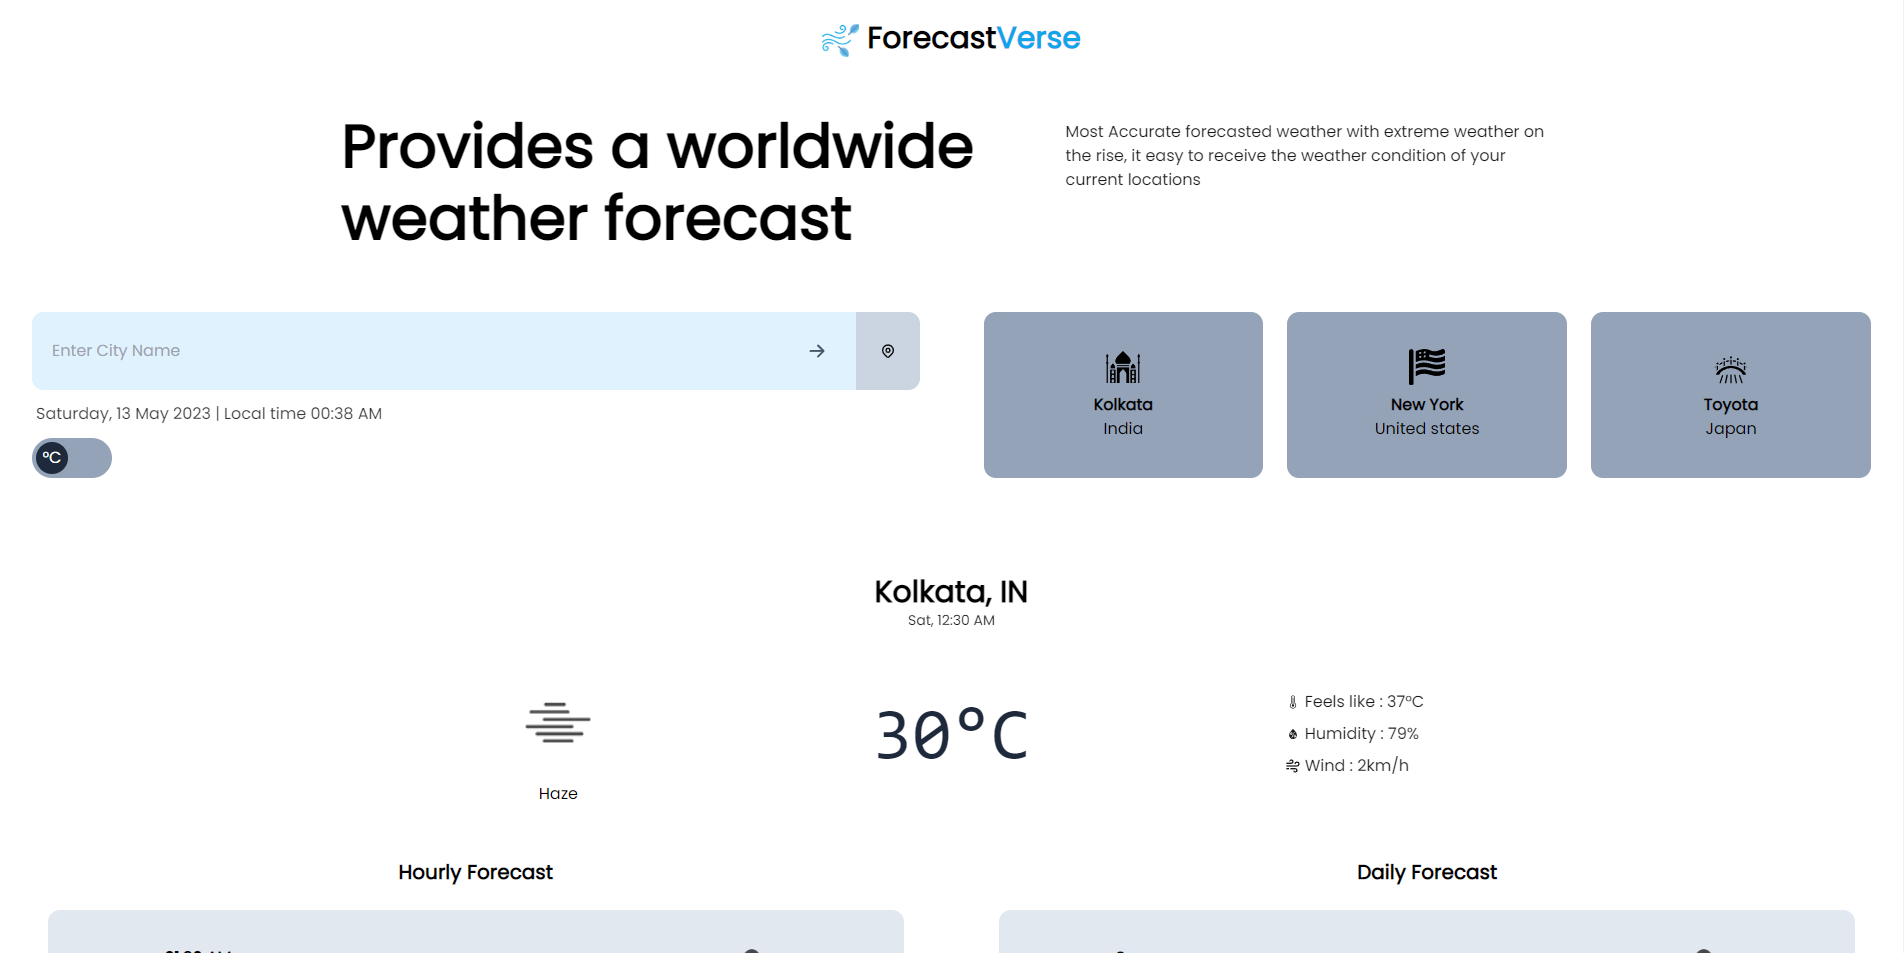 ForecastVerse
Provides a worldwide
weather forecast
Most Accurate forecasted weather with extreme weather on
the rise, it easy to receive the weather condition of your
current locations
Enter City Name
Saturday, 13 May 2023 | Local time 00:38 AM
°C
Kolkata
India
New York
United states
Toyota
Japan
Kolkata, IN
Sat, 12:30 AM
Haze
30°C
Feels like : 37°C
Humidity : 79%
Wind : 2km/h
Hourly Forecast
Daily Forecast